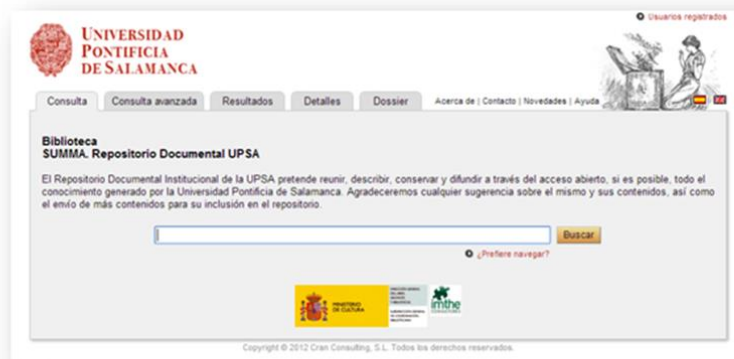 Usuarios registrados
UNIVERSIDAD
PONTIFICIA
DE SALAMANCA
Consulta
Consulta avanzada
Resultados
Detalles
Dossier
Acerca de | Contacto | Novedades | Ayuda
Biblioteca
SUMMA. Repositorio Documental UPSA
El Repositorio Documental Institucional de la UPSA pretende reunir, describir, conservar y difundir a través del acceso abierto, si es posible, todo el
conocimiento generado por la Universidad Pontificia de Salamanca. Agradeceremos cualquier sugerencia sobre el mismo y sus contenidos, así como
el envío de más contenidos para su inclusión en el repositorio.
Buscar
¿Prefiere navegar?
MINISTERIO
DE CULTURA
imthe
Copyright © 2012 Cran Consulting, S.L. Todos los derechos reservados.